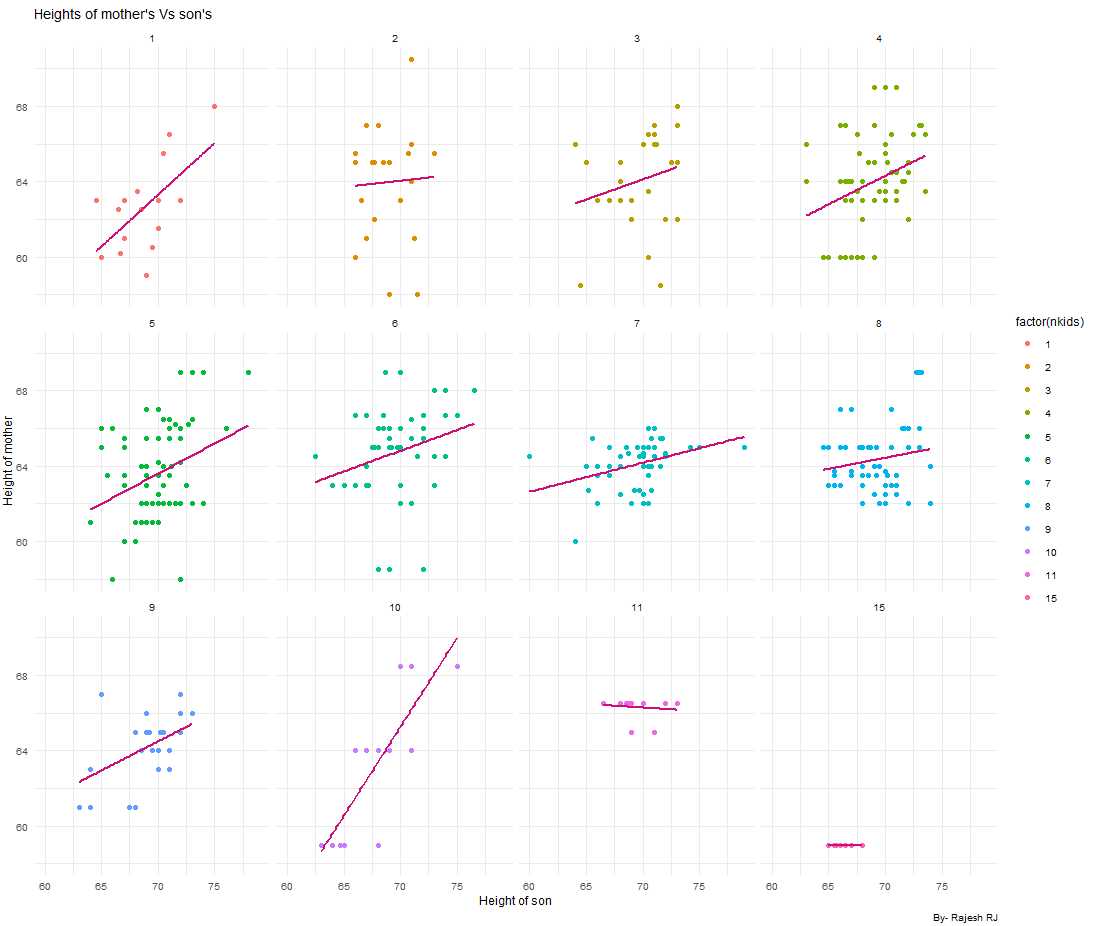 Heights of mother's Vs son's
1 2 3 4
68
64
60
5 6 7 8
68
64
60
9 10 11 15
68
64
60
60 65 70 75 60 65 70 75 60 65 70 75 60 65 70 75
Height of mother
Height of son
factor(nkids)
1
2
3
4
5
6
7
8
9
10
11
15
By- Rajesh RJ